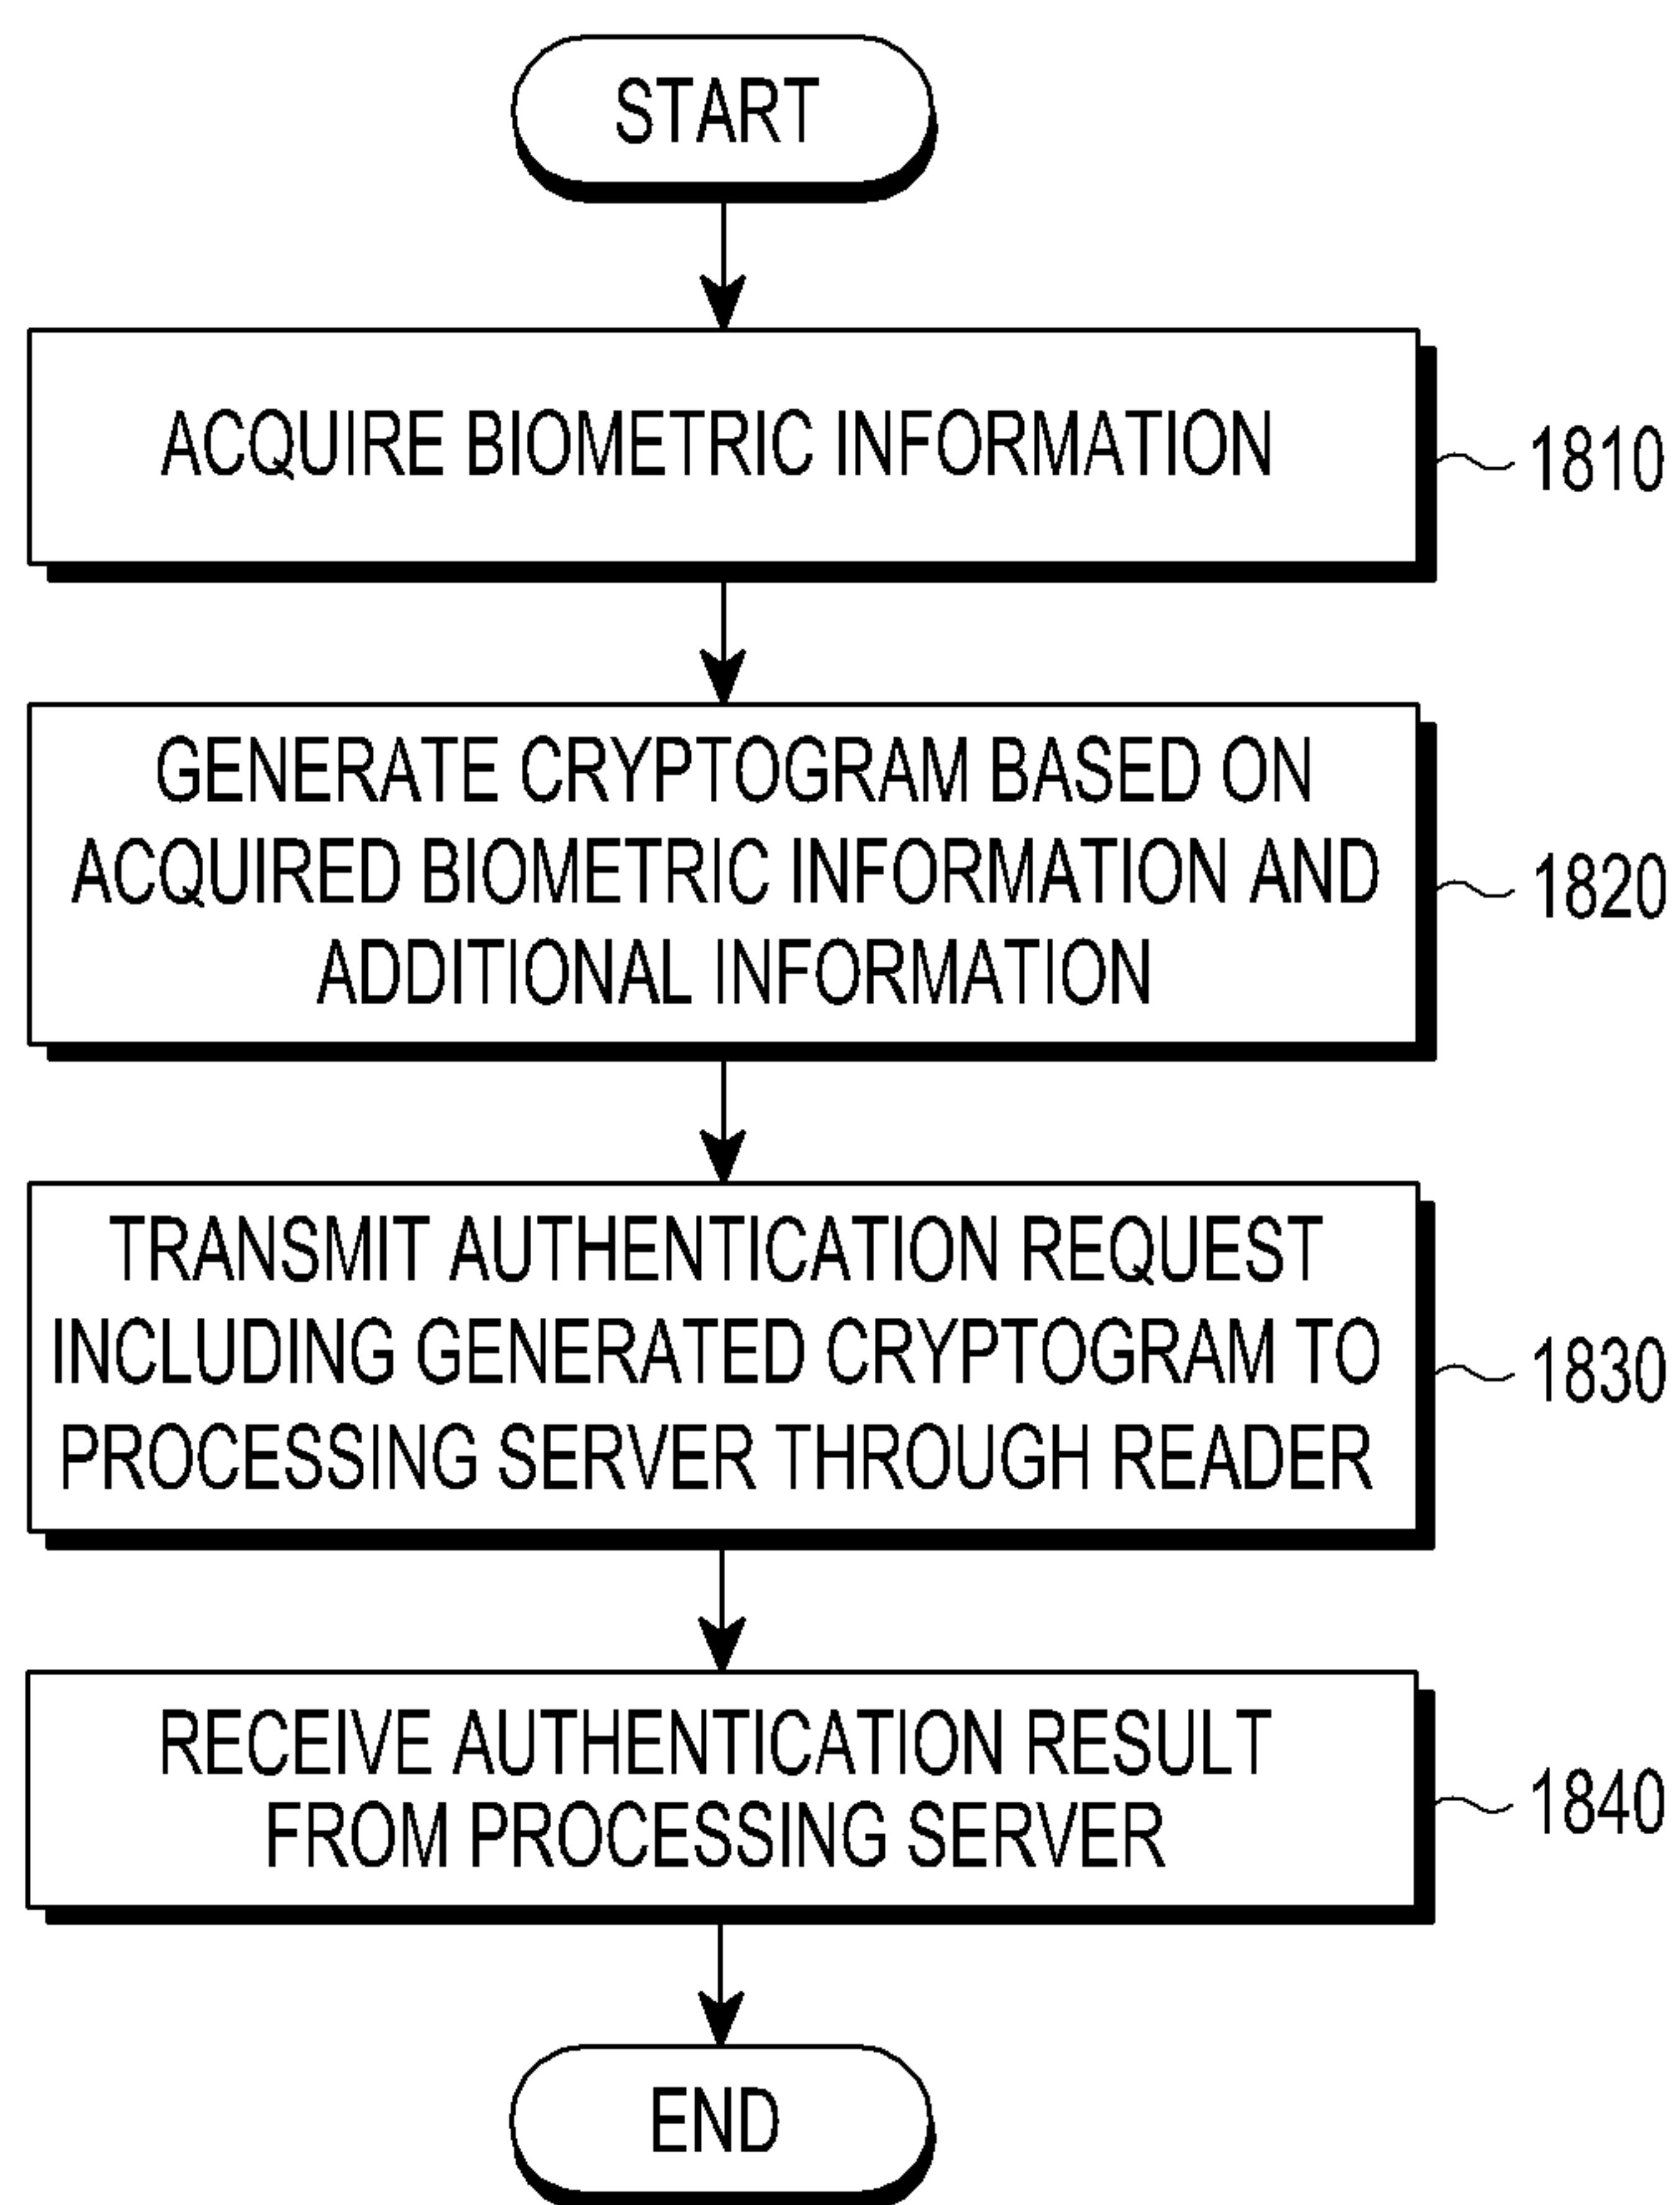 START
ACQUIRE BIOMETRIC INFORMATION
1810
GENERATE CRYPTOGRAM BASED ON
ACQUIRED BIOMETRIC INFORMATION AND
ADDITIONAL INFORMATION
1820
TRANSMIT AUTHENTICATION REQUEST
INCLUDING GENERATED CRYPTOGRAM TO
PROCESSING SERVER THROUGH READER
1830
RECEIVE AUTHENTICATION RESULT
FROM PROCESSING SERVER
1840
END